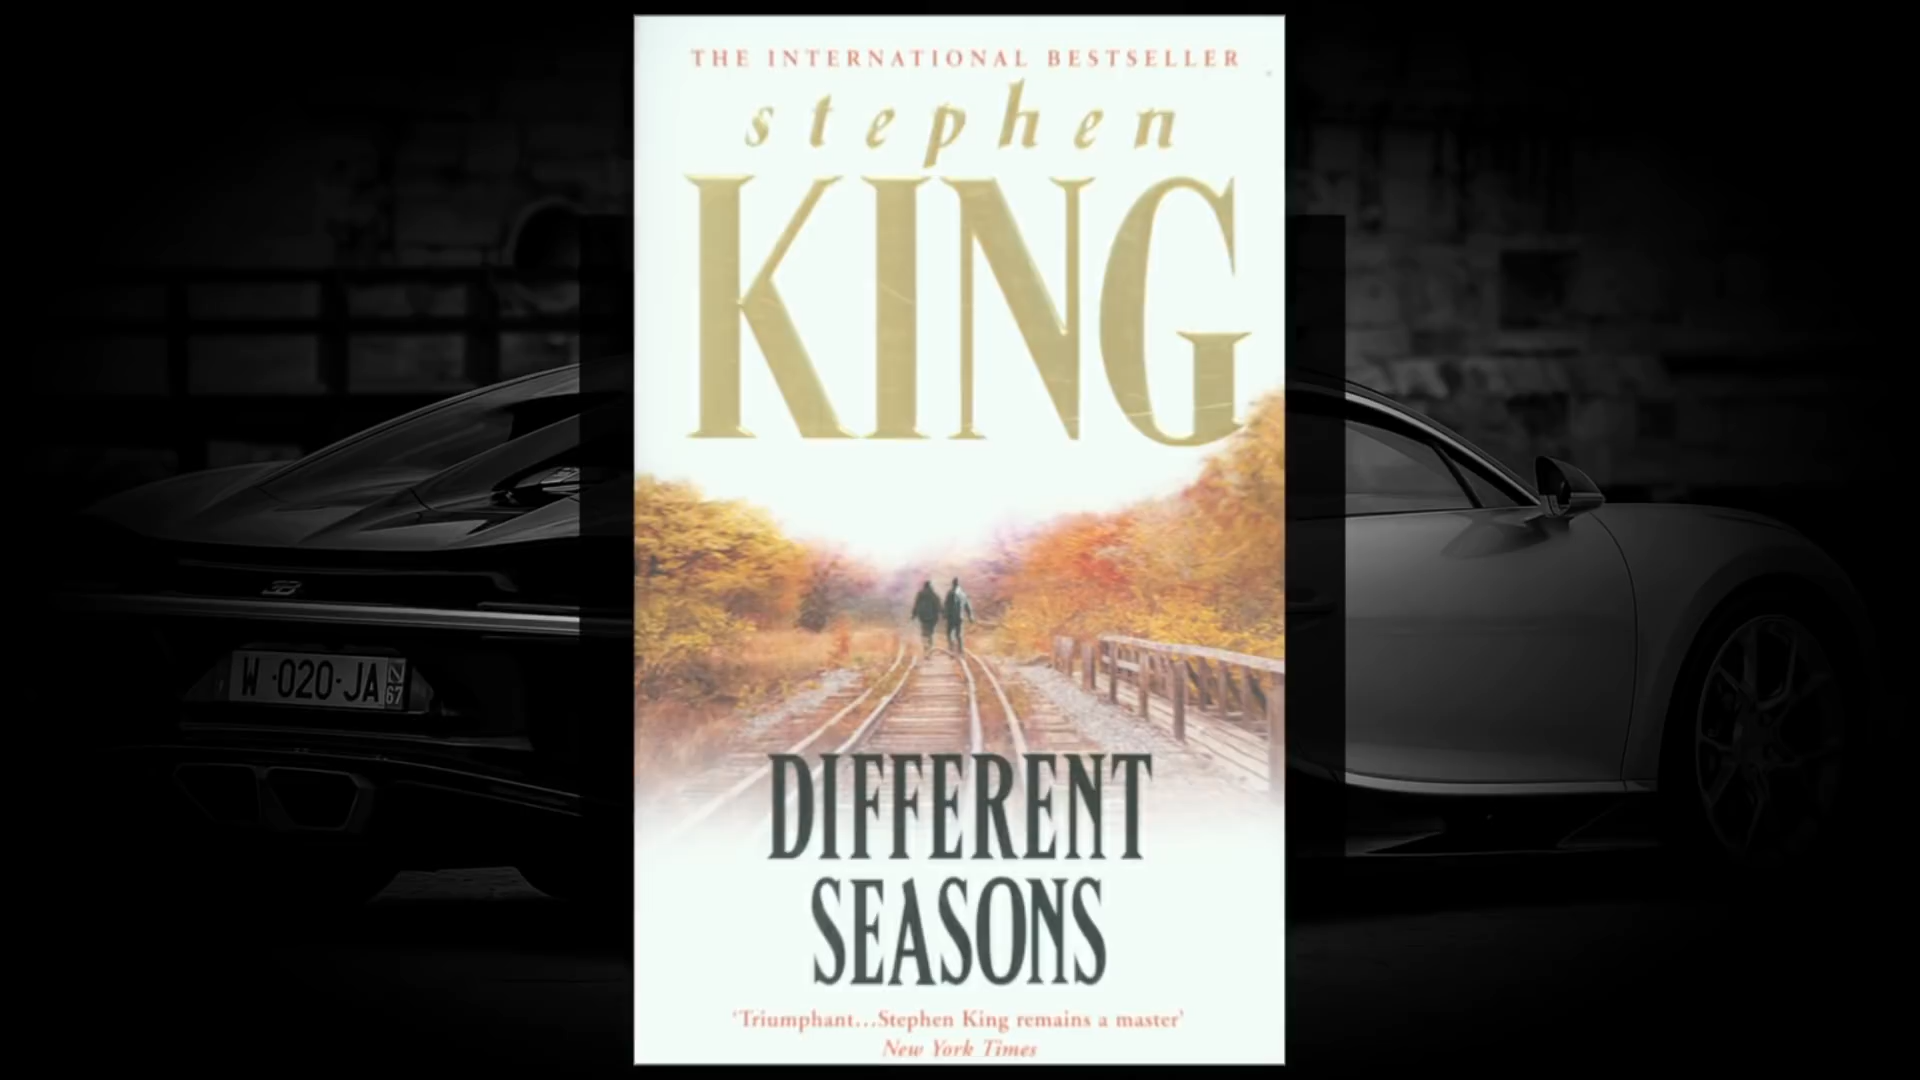 THE INTERNATIONAL BESTSELLER
stephen
KING
DIFFERENT
SEASONS
‘Triumphant...Stephen King remains a master’
New York Times
W·020·JA
67